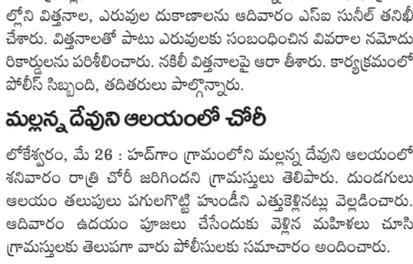 ల్లోని విత్తనాల, ఎరువుల దుకాణాలను ఆదివారం ఎస్ఐ సునీల్ తనిఖీ
చేశారు. విత్తనాలతో పాటు ఎరువులకు సంబంధించిన వివరాల నమోదు
రికార్డులను పరిశీలించారు. నకిలీ విత్తనాలపై ఆరా తీశారు. కార్యక్రమంలో
పోలీస్ సిబ్బంది, తదితరులు పాల్గొన్నారు.
మల్లన్న దేవుని ఆలయంలో చోరీ
లోకేశ్వరం, మే 26 : హద్‌గాం గ్రామంలోని మల్లన్న దేవుని ఆలయంలో
శనివారం రాత్రి చోరీ జరిగిందని గ్రామస్తులు తెలిపారు. దుండగులు
ఆలయం తలుపులు పగులగొట్టి హుండీని ఎత్తుకెళ్లినట్లు వెల్లడించారు.
ఆదివారం ఉదయం పూజలు చేసేందుకు వెళ్లిన మహిళలు చూసి
గ్రామస్తులకు తెలుపగా వారు పోలీసులకు సమాచారం అందించారు.